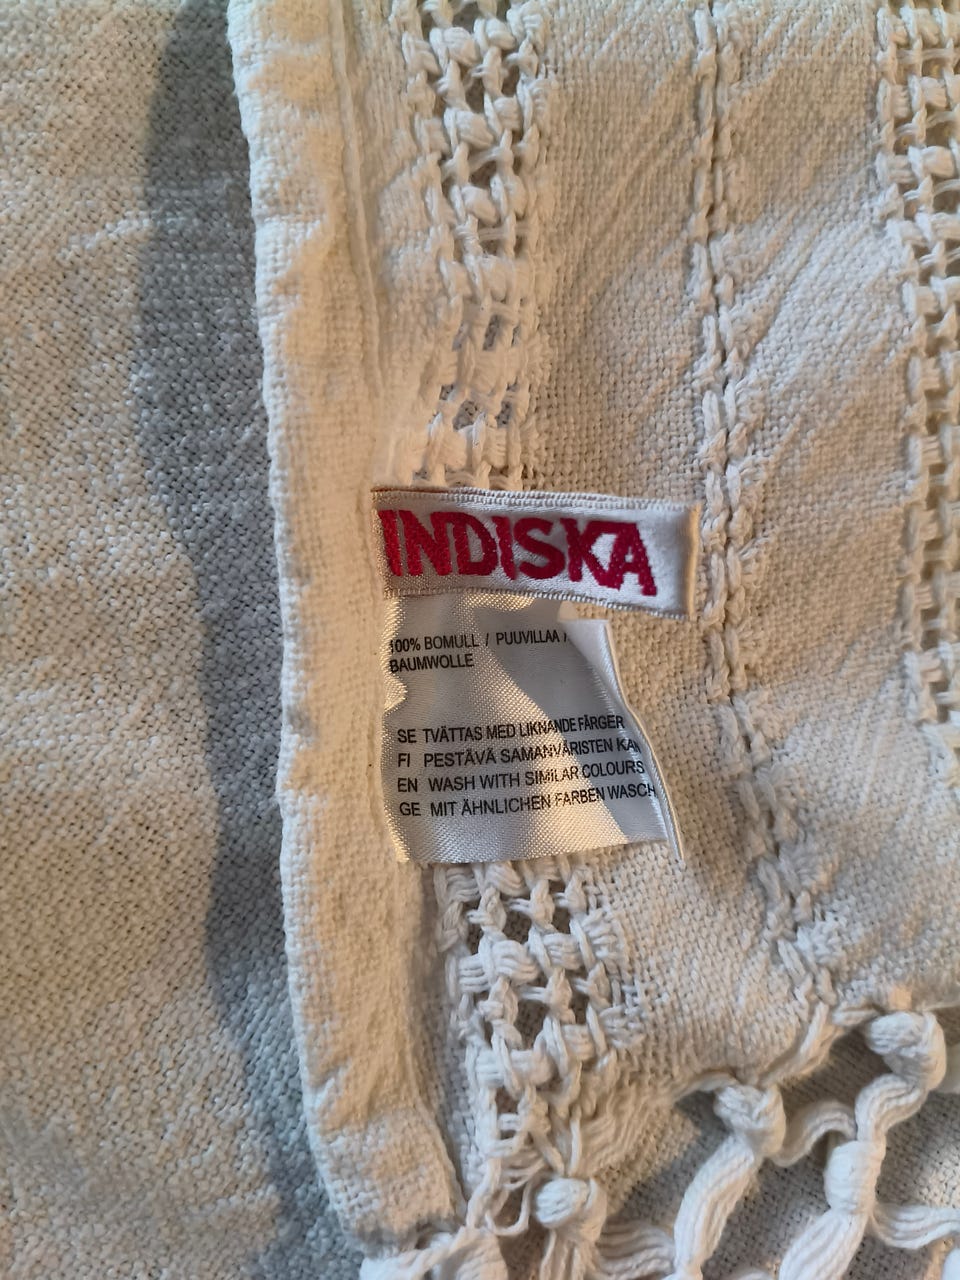 INDISKA
100% BOMULL / PUUVILLAA /
BAUMWOLLE
SE TVÄTTAS MED LIKNANDE FÄRGER
FI PESTÄVÄ SAMANVÄRISTEN
EN WASH WITH SIMILAR COLOURS
GE MIT ÄHNLICHEN FARBEN